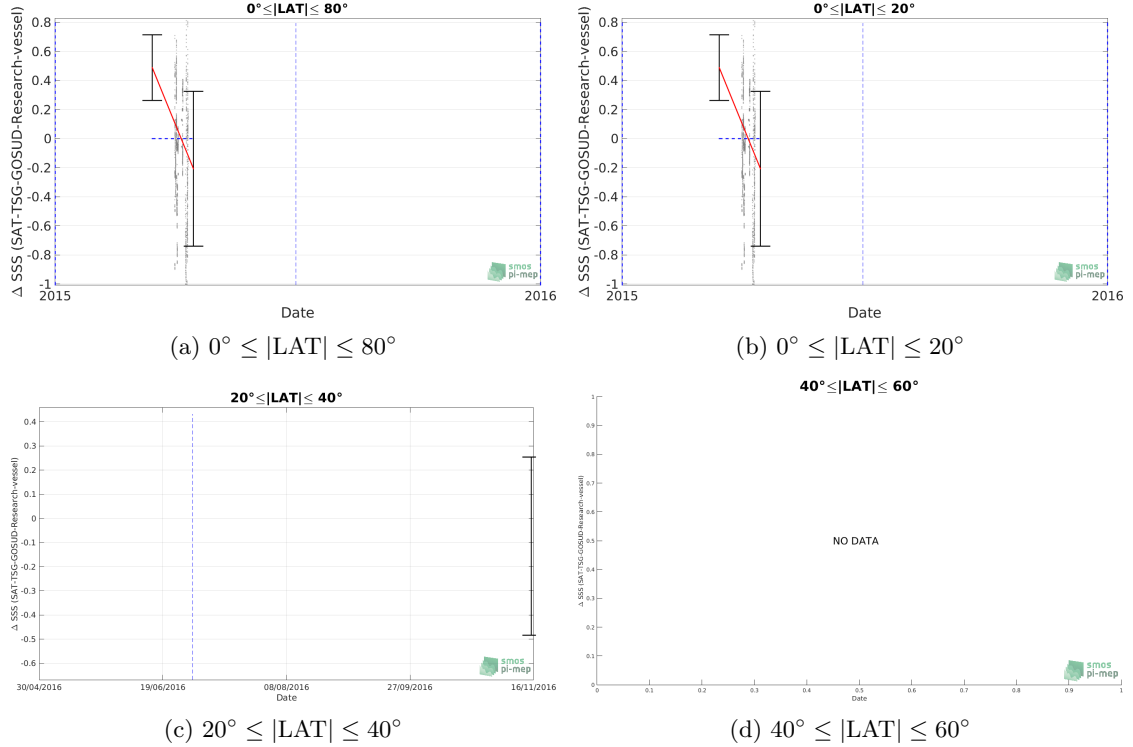 0°≤|LAT|≤ 80°
Δ SSS (SAT-TSG-GOSUD-Research-vessel)
0.8
0.6
0.4
0.2
0
-0.2
-0.4
-0.6
-0.8
-1
2015
2016
Date
smos
pi-mep
(a) 0° ≤ |LAT| ≤ 80°
0°≤|LAT|≤ 20°
Δ SSS (SAT-TSG-GOSUD-Research-vessel)
0.8
0.6
0.4
0.2
0
-0.2
-0.4
-0.6
-0.8
-1
2015
2016
Date
smos
pi-mep
(b) 0° ≤ |LAT| ≤ 20°
20°≤|LAT|≤ 40°
Δ SSS (SAT-TSG-GOSUD-Research-vessel)
0.4
0.3
0.2
0.1
0
-0.1
-0.2
-0.3
-0.4
-0.5
-0.6
30/04/2016
19/06/2016
08/08/2016
27/09/2016
16/11/2016
Date
smos
pi-mep
(c) 20° ≤ |LAT| ≤ 40°
40°≤|LAT|≤ 60°
Δ SSS (SAT-TSG-GOSUD-Research-vessel)
1
0.9
0.8
0.7
0.6
0.5
0.4
0.3
0.2
0.1
0
NO DATA
0
0.1
0.2
0.3
0.4
0.5
0.6
0.7
0.8
0.9
1
Date
smos
pi-mep
(d) 40° ≤ |LAT| ≤ 60°